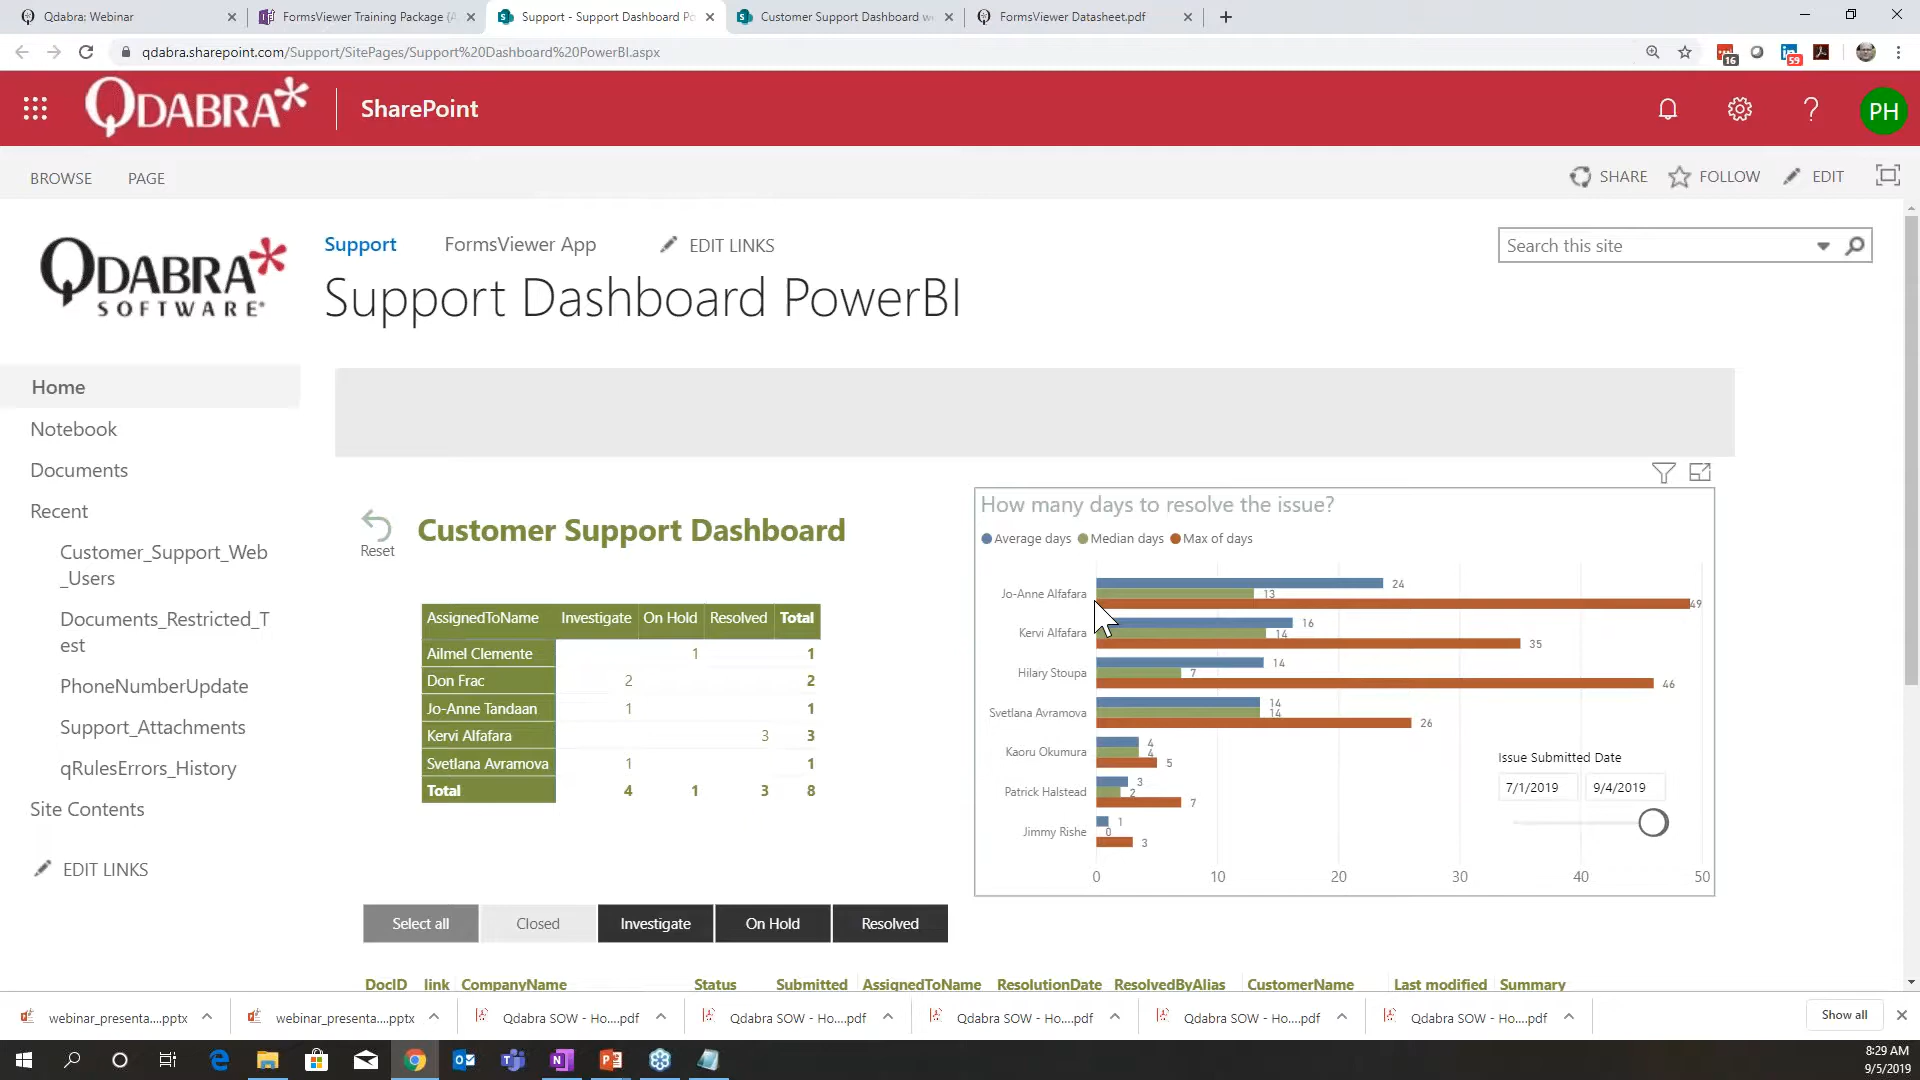 Qdabra: Webinar
FormsViewer Training Package (A
Support - Support Dashboard Po
Customer Support Dashboard w
FormsViewer Datasheet.pdf
qdabra.sharepoint.com/Support/SitePages/Support%20Dashboard%20PowerBI.aspx
16
59
QDABRA*
SharePoint
PH
BROWSE
PAGE
SHARE
FOLLOW
EDIT
QDABRA*
SOFTWARE®
Support
FormsViewer App
EDIT LINKS
Search this site
Support Dashboard PowerBI
Home
Notebook
Documents
Recent
Customer_Support_Web
_Users
Documents_Restricted_T
est
PhoneNumberUpdate
Support_Attachments
qRulesErrors_History
Site Contents
EDIT LINKS
Reset
Customer Support Dashboard
AssignedToName Investigate On Hold Resolved Total
Ailmel Clemente 1 1
Don Frac 2 2
Jo-Anne Tandaan 1 1
Kervi Alfafara 3 3
Svetlana Avramova 1 1
Total 4 1 3 8
How many days to resolve the issue?
Average days Median days Max of days
Jo-Anne Alfafara 24 13 49
Kervi Alfafara 16 14 35
Hilary Stoupa 14 7 46
Svetlana Avramova 14 14 26
Kaoru Okumura 4 4 5
Patrick Halstead 3 2 7
Jimmy Rishe 1 0 3
0 10 20 30 40 50
Issue Submitted Date
7/1/2019 9/4/2019
Select all Closed Investigate On Hold Resolved
DocID link CompanyName Status Submitted AssignedToName ResolutionDate ResolvedByAlias CustomerName Last modified Summary
webinar_presenta....pptx
webinar_presenta....pptx
Qdabra SOW - Ho....pdf
Qdabra SOW - Ho....pdf
Qdabra SOW - Ho....pdf
Qdabra SOW - Ho....pdf
Qdabra SOW - Ho....pdf
Show all
8:29 AM
9/5/2019